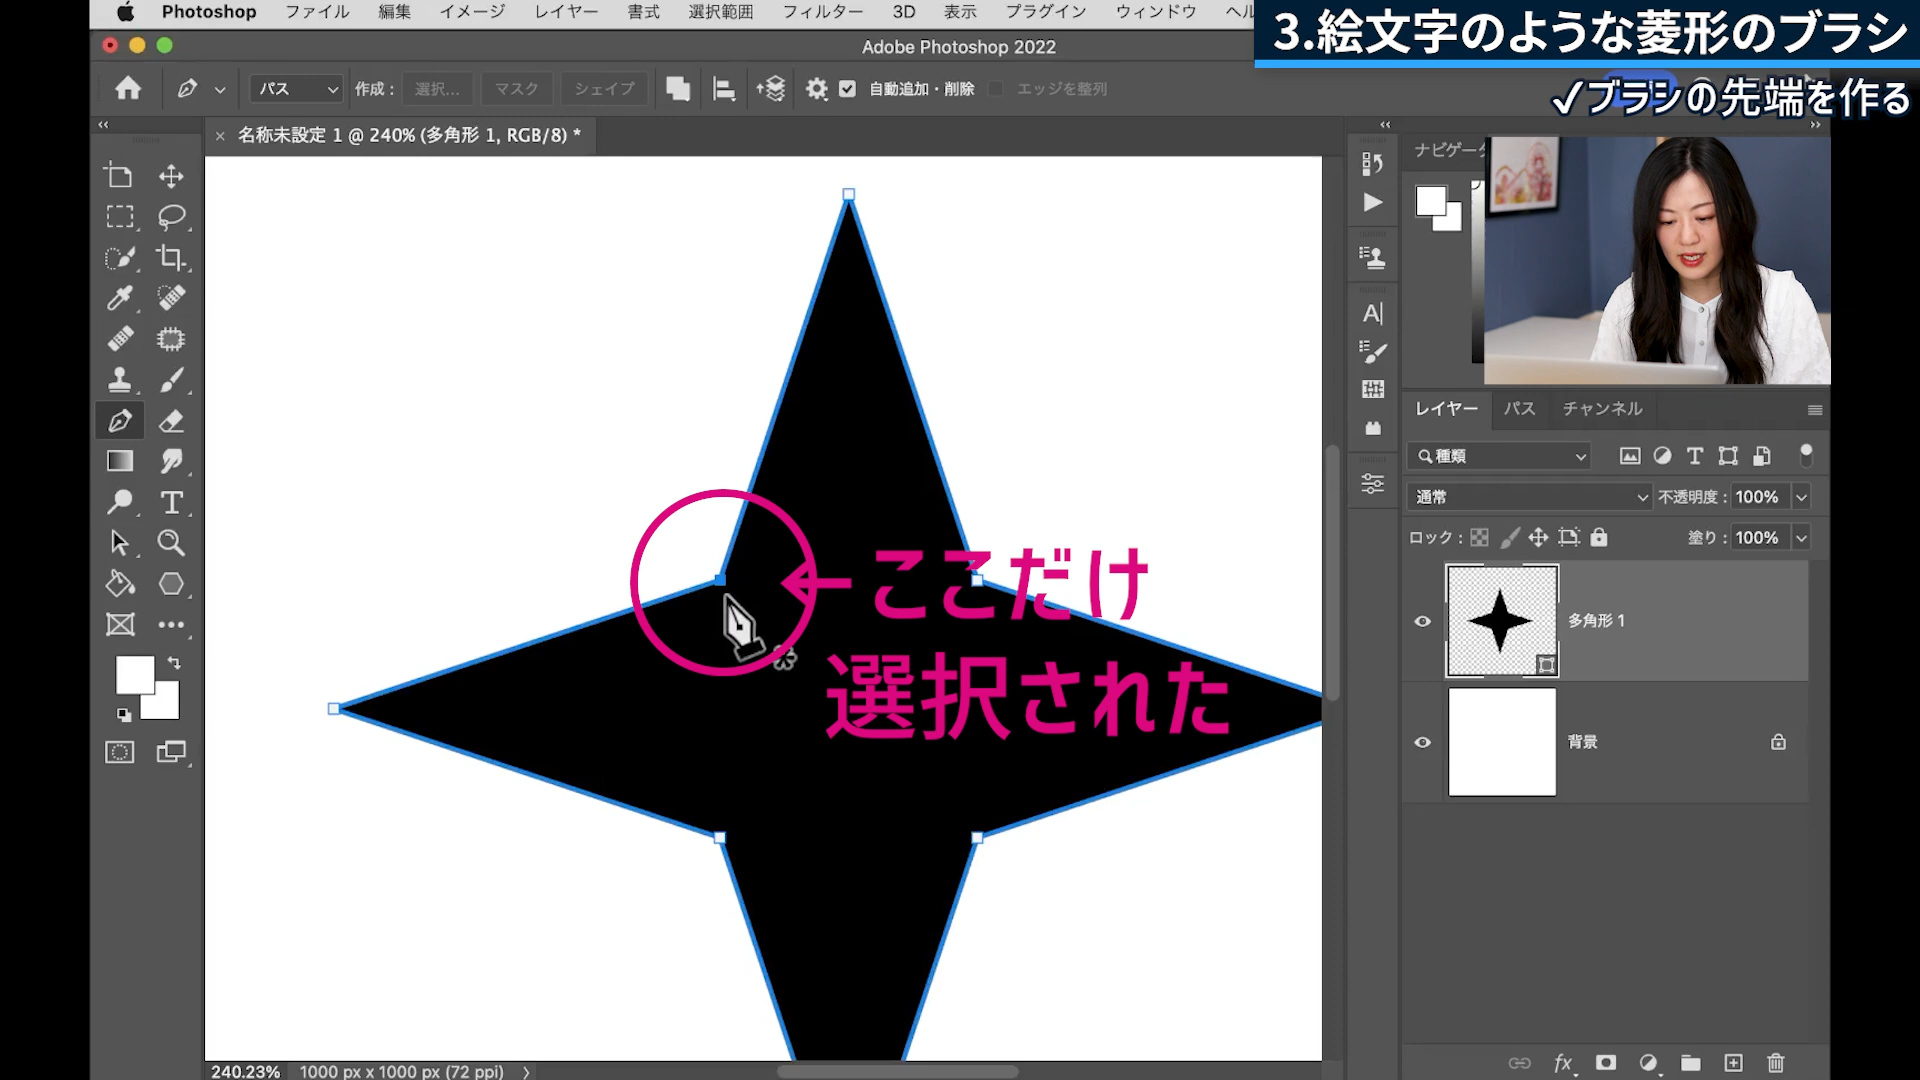 Photoshop ファイル 編集 イメージ レイヤー 書式 選択範囲 フィルター 3D 表示 プラグイン ウィンドウ ヘル
3.絵文字のような菱形のブラシ
Adobe Photoshop 2022
✓ブラシの先端を作る
パス 作成： 選択... マスク シェイプ 自動追加・削除 エッジを整列
× 名称未設定 1 @ 240% (多角形 1, RGB/8) *
ナビゲータ
レイヤー パス チャンネル
種類
通常 不透明度： 100%
ロック： 塗り： 100%
←ここだけ
選択された
多角形 1
背景
fx
240.23% 1000 px x 1000 px (72 ppi)